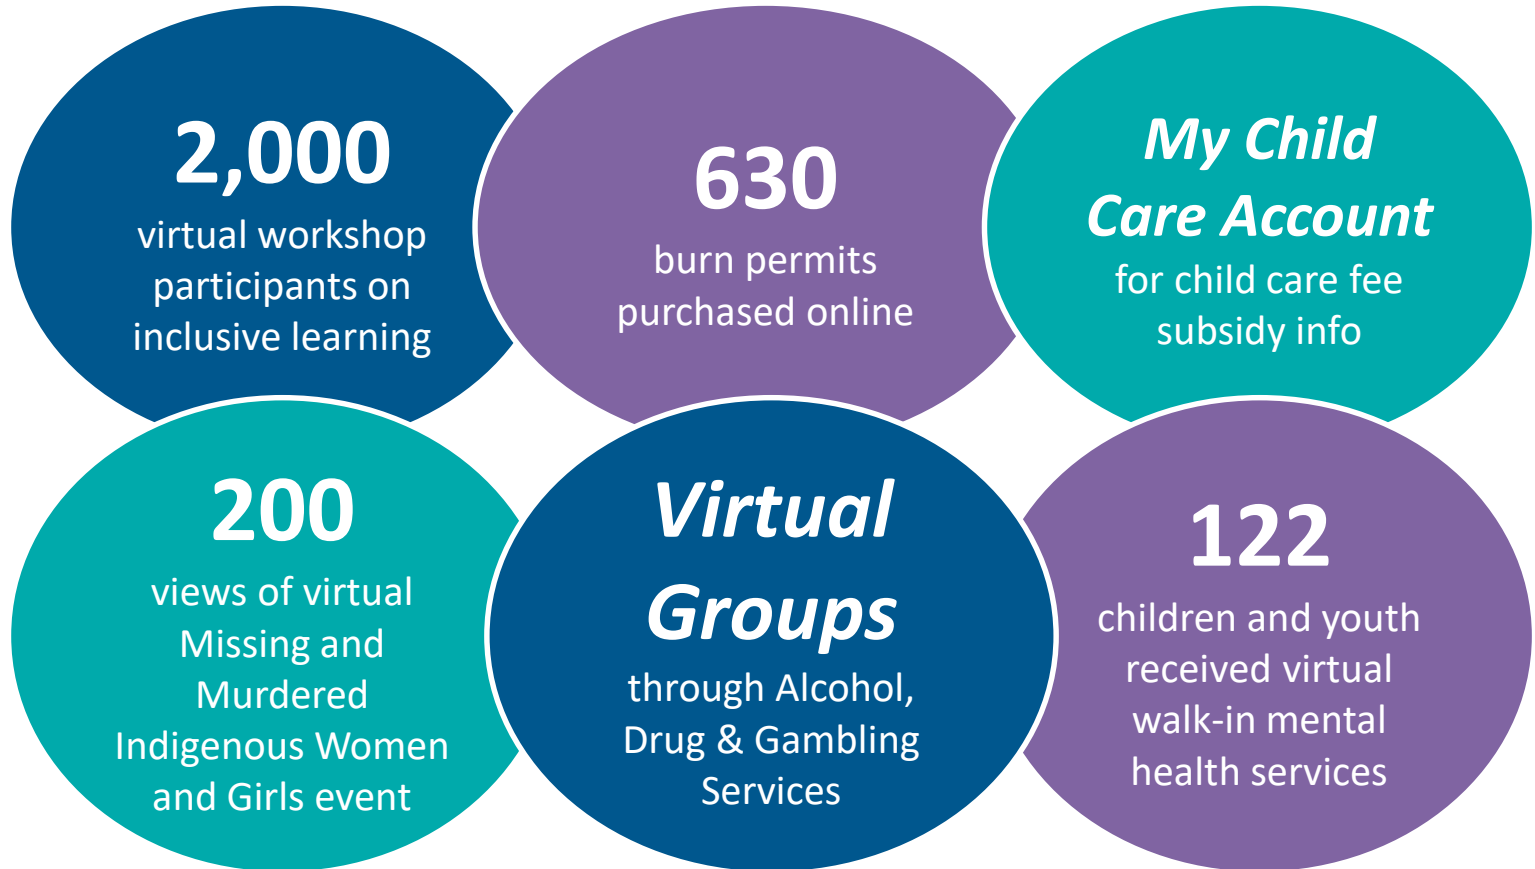 2,000
virtual workshop
participants on
inclusive learning
630
burn permits
purchased online
My Child
Care Account
for child care fee
subsidy info
200
views of virtual
Missing and
Murdered
Indigenous Women
and Girls event
Virtual
Groups
through Alcohol,
Drug & Gambling
Services
122
children and youth
received virtual
walk-in mental
health services